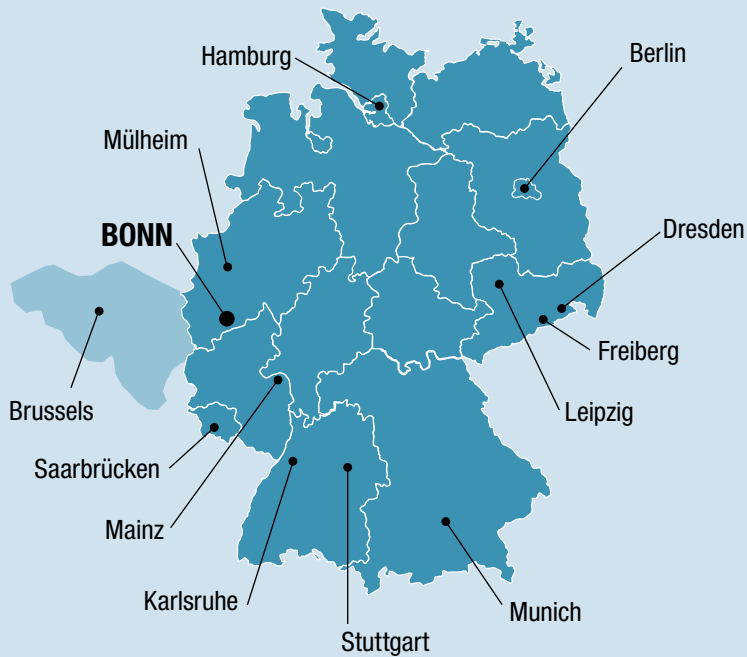 Hamburg
Berlin
Mülheim
BONN
Dresden
Freiberg
Brussels
Leipzig
Saarbrücken
Mainz
Karlsruhe
Munich
Stuttgart